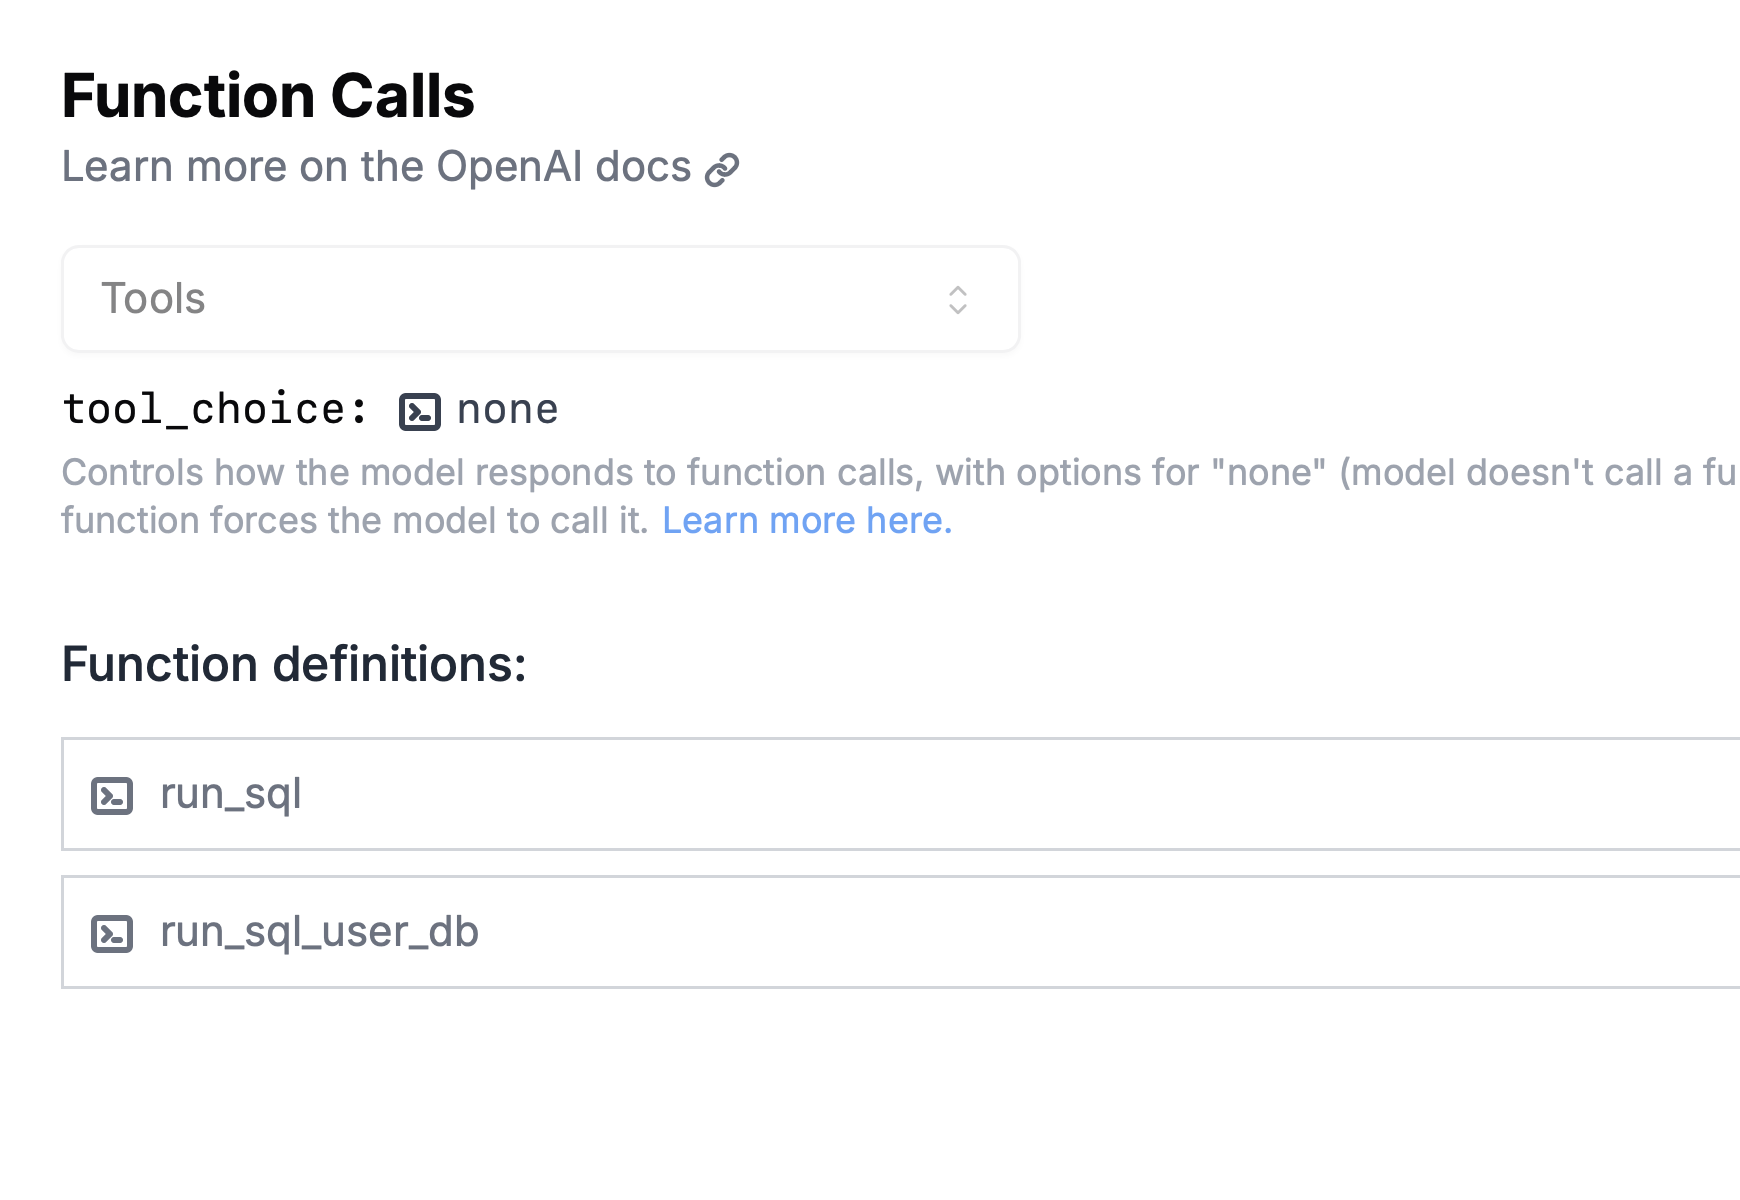 Function Calls
Learn more on the OpenAI docs
Tools
tool_choice: none
Controls how the model responds to function calls, with options for "none" (model doesn't call a fu
function forces the model to call it. Learn more here.
Function definitions:
run_sql
run_sql_user_db